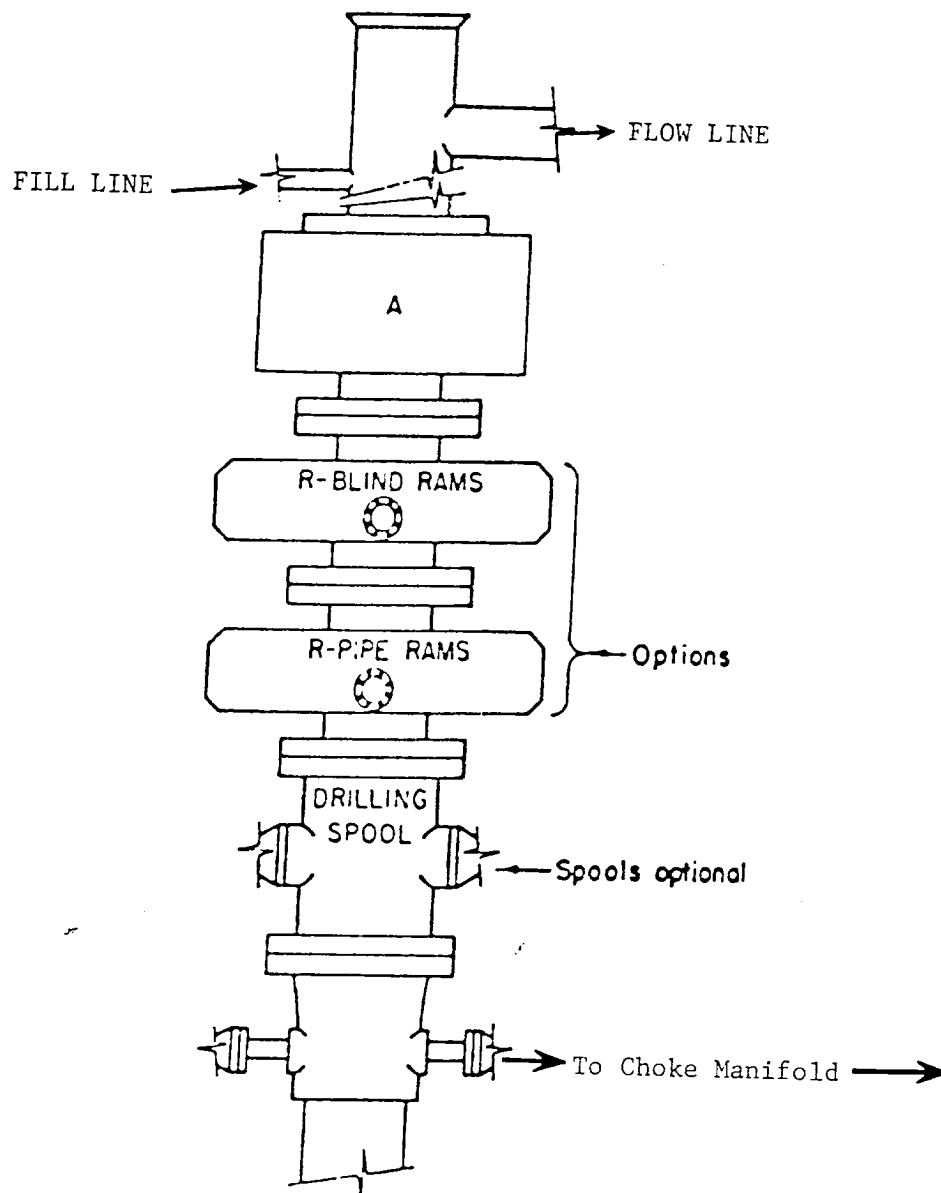 FLOW LINE
FILL LINE
A
R-BLIND RAMS
R-PIPE RAMS
Options
DRILLING
SPOOL
Spools optional
To Choke Manifold